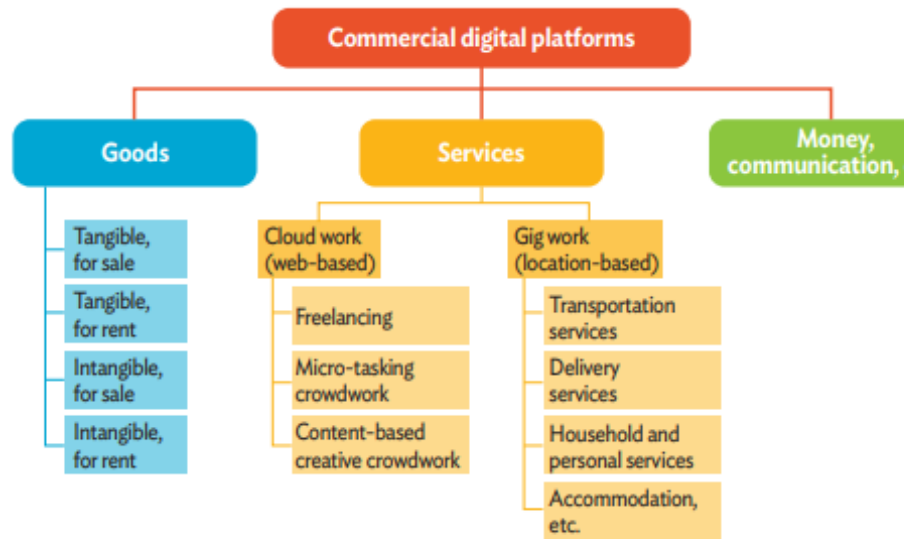 Commercial digital platforms
Goods
Services
Money,
communication,
Tangible,
for sale
Tangible,
for rent
Intangible,
for sale
Intangible,
for rent
Cloud work
(web-based)
Freelancing
Micro-tasking
crowdwork
Content-based
creative crowdwork
Gig work
(location-based)
Transportation
services
Delivery
services
Household and
personal services
Accommodation,
etc.